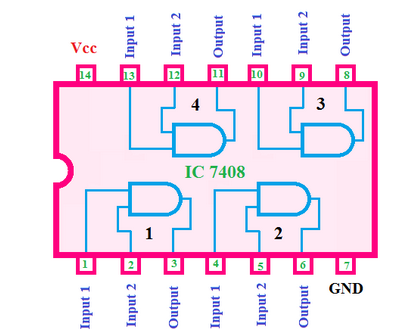 Vcc
Input 1
Input 2
Output
Input 1
Input 2
Output
14
13
12
11
10
9
8
4
3
IC 7408
1
2
1
2
3
4
5
6
7
Input 1
Input 2
Output
Input 1
Input 2
Output
GND